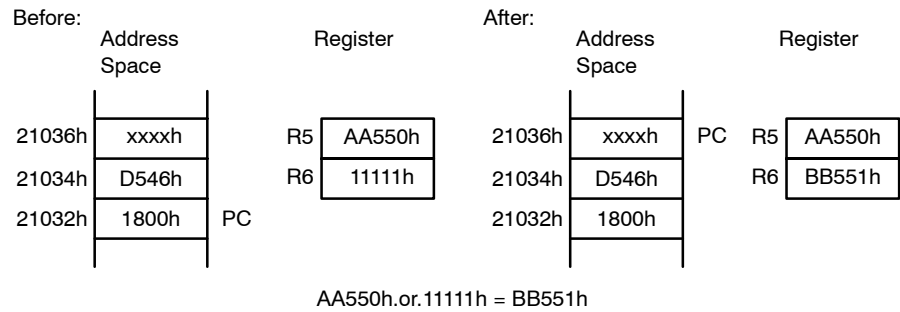 Before: After:
Address Register Address Register
Space Space
21036h xxxxh R5 AA550h 21036h xxxxh PC R5 AA550h
21034h D546h R6 11111h 21034h D546h R6 BB551h
21032h 1800h PC 21032h 1800h
AA550h.or.11111h = BB551h